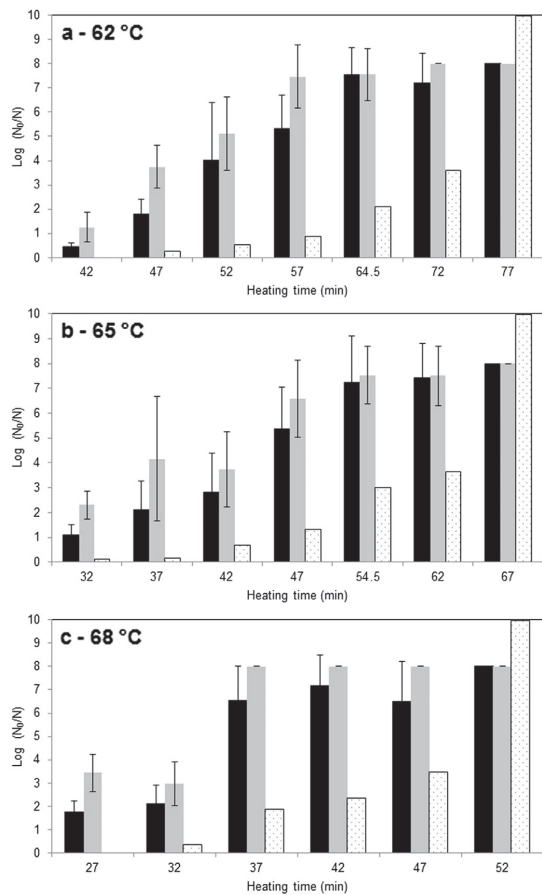 a - 62 °C
Log (N₀/N)
10
9
8
7
6
5
4
3
2
1
0
42 47 52 57 64.5 72 77
Heating time (min)
b - 65 °C
Log (N₀/N)
10
9
8
7
6
5
4
3
2
1
0
32 37 42 47 54.5 62 67
Heating time (min)
c - 68 °C
Log (N₀/N)
10
9
8
7
6
5
4
3
2
1
0
27 32 37 42 47 52
Heating time (min)